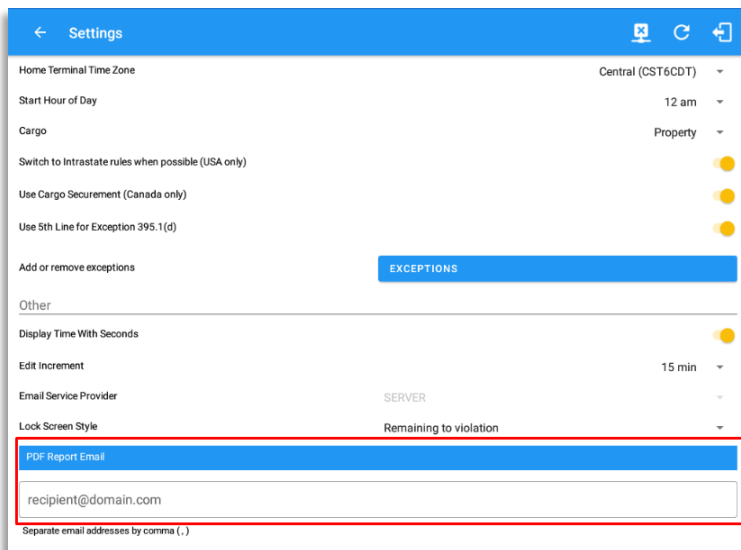 Settings
Home Terminal Time Zone Central (CST6CDT)
Start Hour of Day 12 am
Cargo Property
Switch to Intrastate rules when possible (USA only)
Use Cargo Securement (Canada only)
Use 5th Line for Exception 395.1(d)
Add or remove exceptions EXCEPTIONS
Other
Display Time With Seconds
Edit Increment 15 min
Email Service Provider SERVER
Lock Screen Style Remaining to violation
PDF Report Email
recipient@domain.com
Separate email addresses by comma ( , )